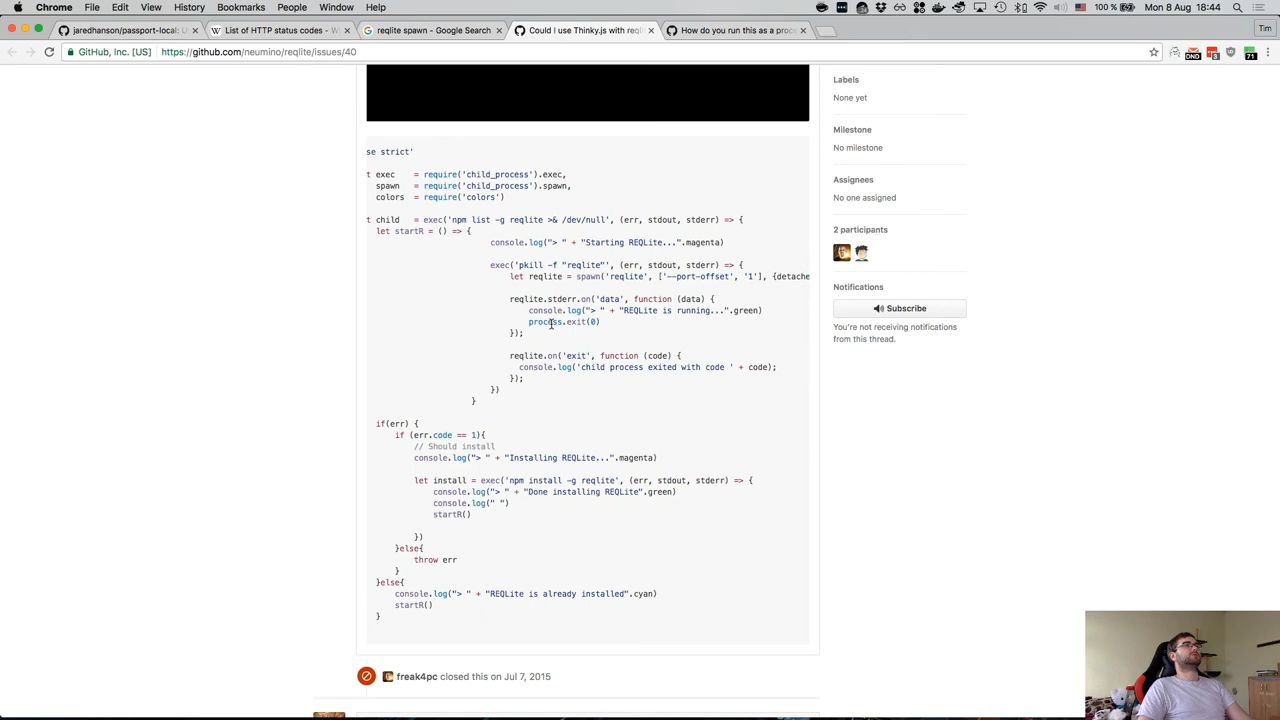 Chrome File Edit View History Bookmarks People Window Help 100 % Mon 8 Aug 18:44
jaredhanson/passport-local: U
List of HTTP status codes - W
reqlite spawn - Google Search
Could I use Thinky.js with reql
How do you run this as a proce
Tim
GitHub, Inc. [US] https://github.com/neumino/reqlite/issues/40
Labels
None yet
Milestone
No milestone
Assignees
No one assigned
2 participants
Notifications
Subscribe
You're not receiving notifications
from this thread.
se strict'
t exec = require('child_process').exec,
spawn = require('child_process').spawn,
colors = require('colors')
t child = exec('npm list -g reqlite >& /dev/null', (err, stdout, stderr) => {
let startR = () => {
console.log("> " + "Starting REQLite...".magenta)
exec('pkill -f "reqlite"', (err, stdout, stderr) => {
let reqlite = spawn('reqlite', ['--port-offset', '1'], {detache
reqlite.stderr.on('data', function (data) {
console.log("> " + "REQLite is running...".green)
process.exit(0)
});
reqlite.on('exit', function (code) {
console.log('child process exited with code ' + code);
});
})
}
if(err) {
if (err.code == 1){
// Should install
console.log("> " + "Installing REQLite...".magenta)
let install = exec('npm install -g reqlite', (err, stdout, stderr) => {
console.log("> " + "Done installing REQLite".green)
console.log(" ")
startR()
})
}else{
throw err
}
}else{
console.log("> " + "REQLite is already installed".cyan)
startR()
}
freak4pc closed this on Jul 7, 2015